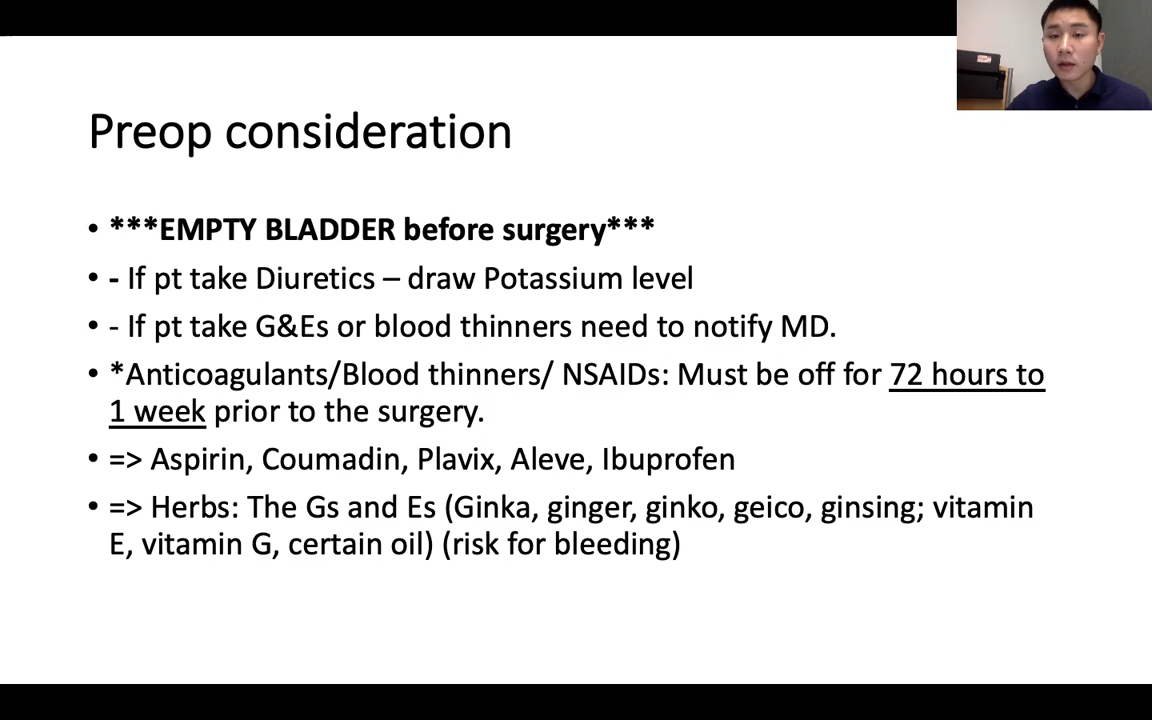 Preop consideration
• ***EMPTY BLADDER before surgery***
• - If pt take Diuretics – draw Potassium level
• - If pt take G&Es or blood thinners need to notify MD.
• *Anticoagulants/Blood thinners/ NSAIDs: Must be off for 72 hours to
1 week prior to the surgery.
• => Aspirin, Coumadin, Plavix, Aleve, Ibuprofen
• => Herbs: The Gs and Es (Ginka, ginger, ginko, geico, ginsing; vitamin
E, vitamin G, certain oil) (risk for bleeding)